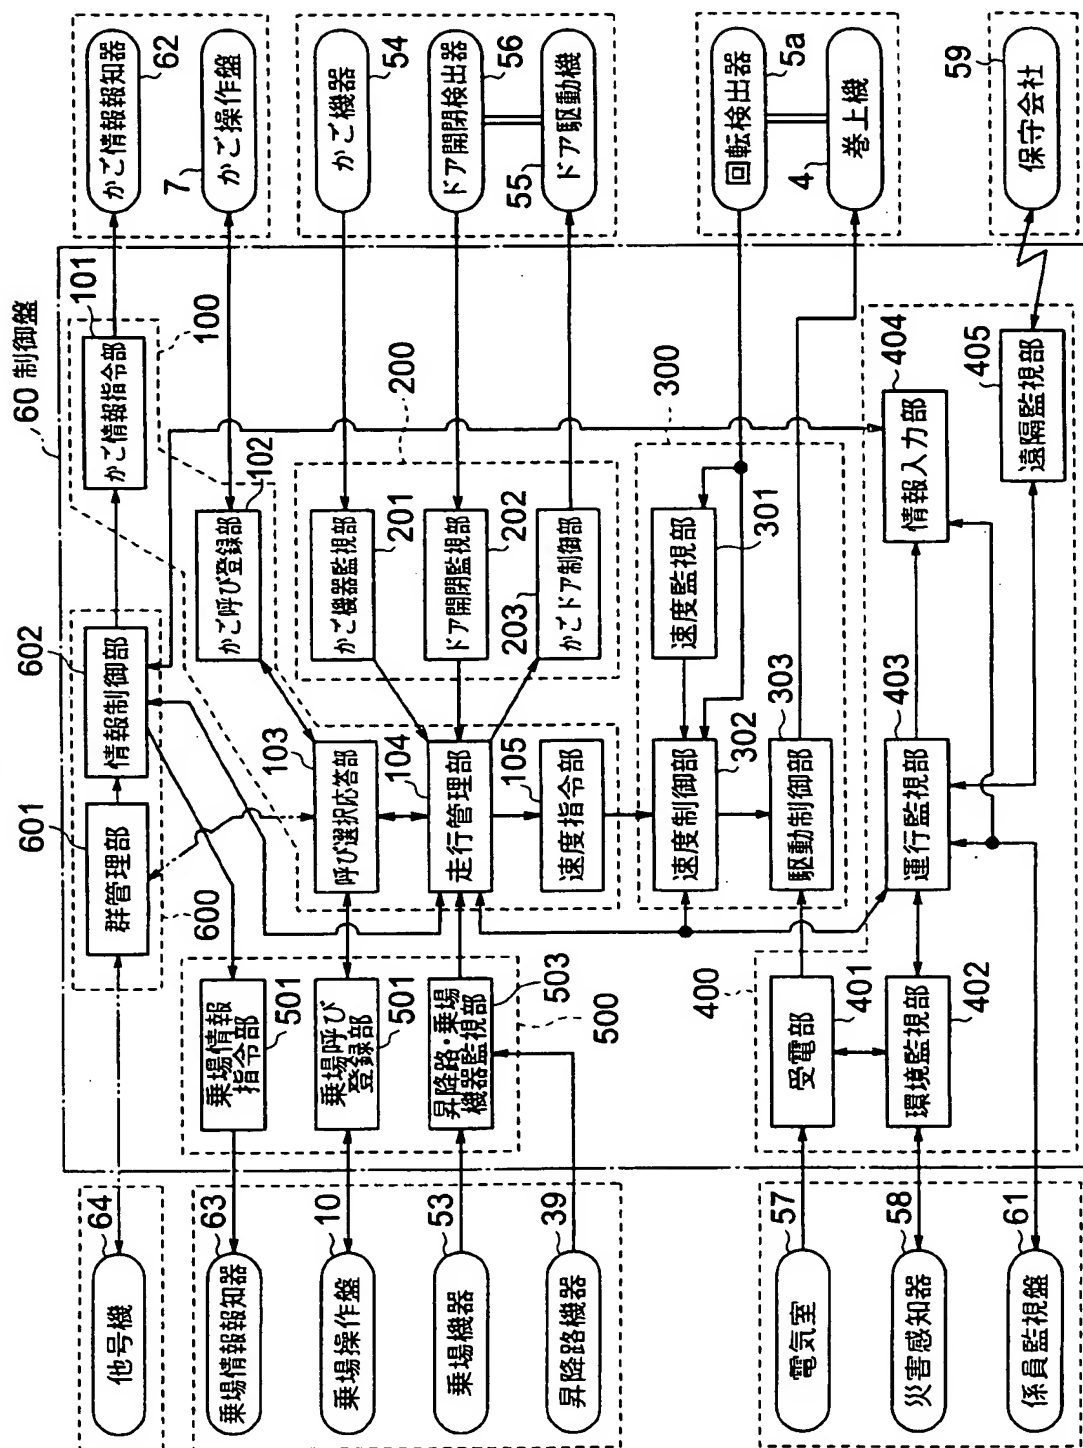 60 制御盤
他号機
64
乗場情報報知器
63
乗場操作盤
10
乗場機器
53
昇降路機器
39
電気室
57
災害感知器
58
係員監視盤
61
群管理部
601
情報制御部
602
600
乗場情報
指令部
501
乗場呼び
登録部
501
昇降路・乗場
機器監視部
503
500
かご情報指令部
101
100
かご呼び登録部
102
呼び選択応答部
103
走行管理部
104
速度指令部
105
かご機器監視部
201
ドア開閉監視部
202
かごドア制御部
203
200
速度監視部
301
速度制御部
302
駆動制御部
303
300
受電部
401
環境監視部
402
400
運行監視部
403
情報入力部
404
遠隔監視部
405
かご情報報知器
62
かご操作盤
7
かご機器
54
ドア開閉検出器
56
ドア駆動機
55
回転検出器
5a
巻上機
4
保守会社
59